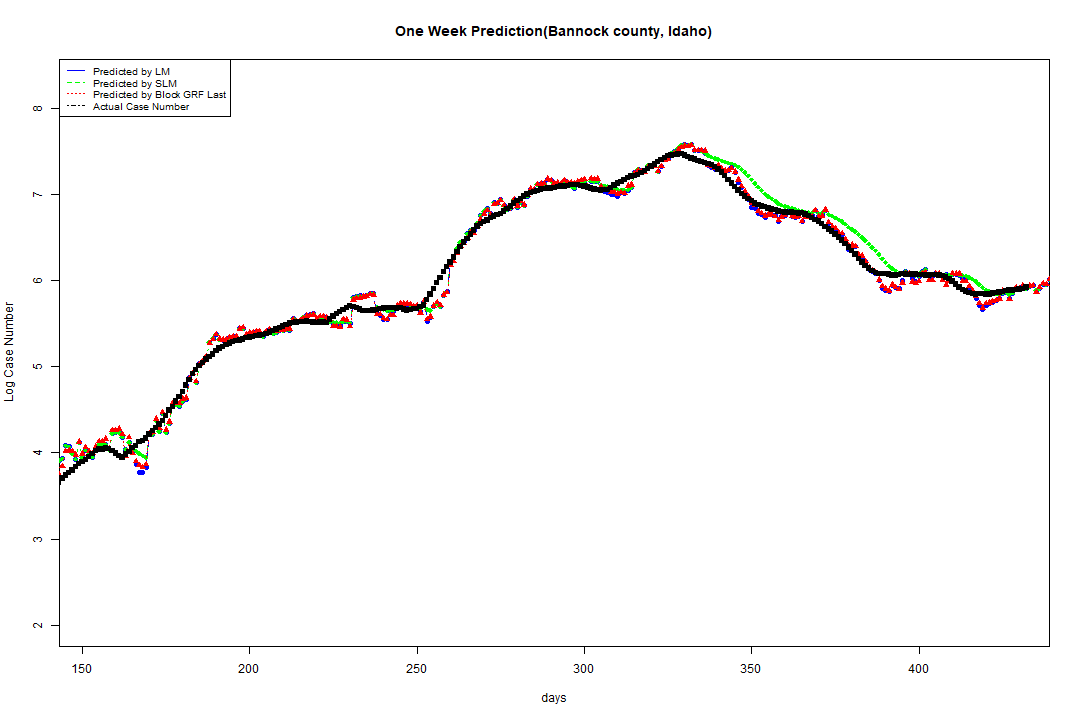 One Week Prediction(Bannock county, Idaho)
Predicted by LM
Predicted by SLM
Predicted by Block GRF Last
Actual Case Number
Log Case Number
8
7
6
5
4
3
2
150 200 250 300 350 400
days